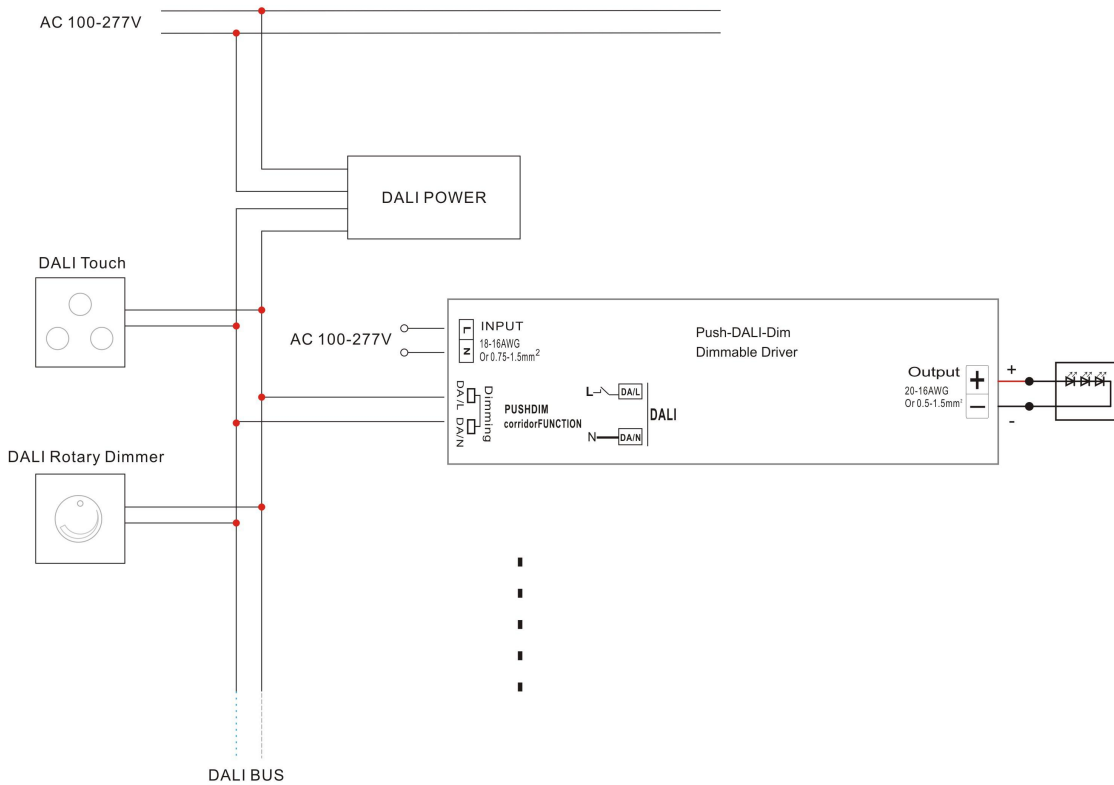 AC 100-277V
DALI POWER
DALI Touch
AC 100-277V
L
N
INPUT
18-16AWG
Or 0.75-1.5mm²
Push-DALI-Dim
Dimmable Driver
Output
20-16AWG
Or 0.5-1.5mm²
+
-
+
-
DA/L
DA/N
Dimming
PUSHDIM
corridorFUNCTION
L
DA/L
N
DA/N
DALI
DALI Rotary Dimmer
DALI BUS